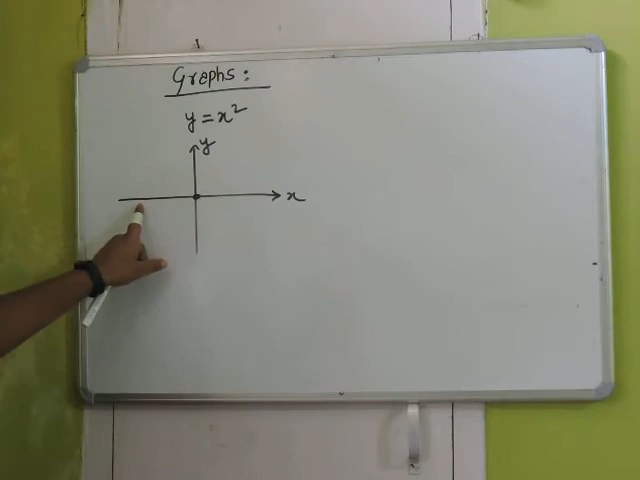 Graphs:
y = x²
y
x